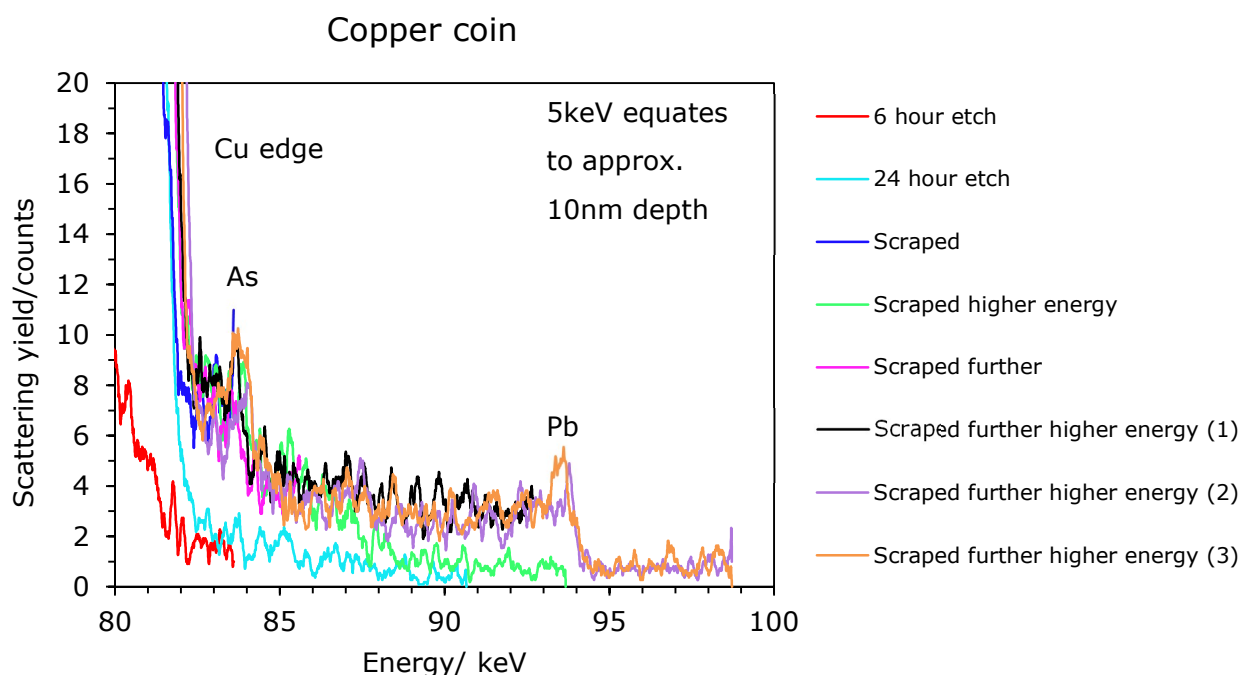 Copper coin
Scattering yield/counts
20
18
16
14
12
10
8
6
4
2
0
80
85
90
95
100
Energy/ keV
Cu edge
As
Pb
5keV equates
to approx.
10nm depth
6 hour etch
24 hour etch
Scraped
Scraped higher energy
Scraped further
Scraped further higher energy (1)
Scraped further higher energy (2)
Scraped further higher energy (3)